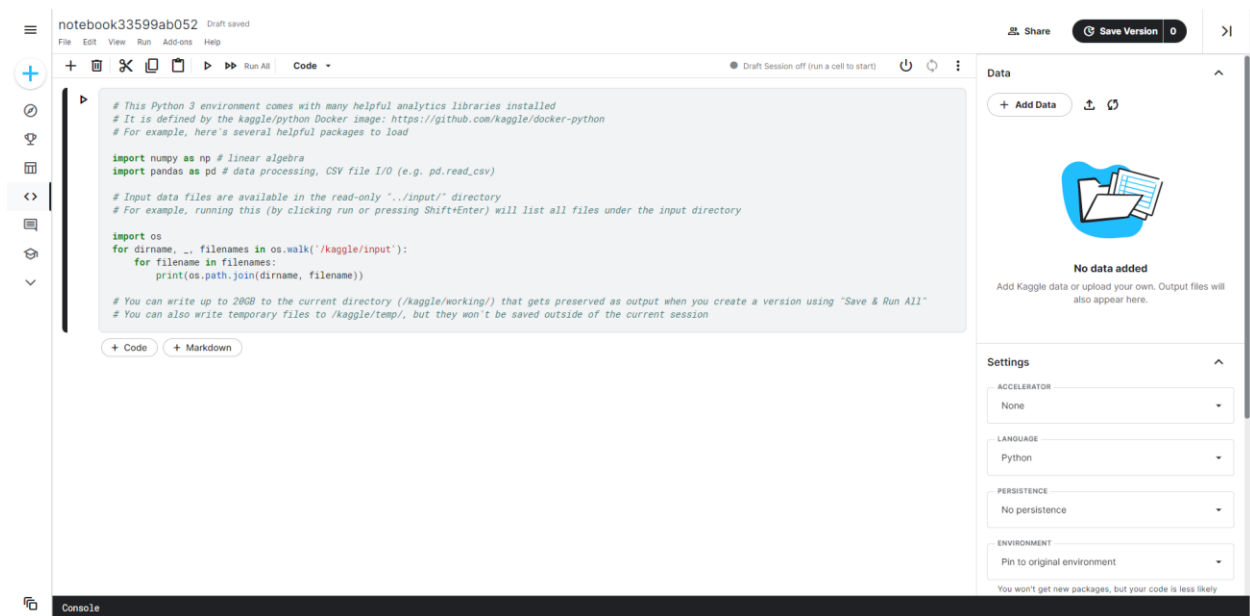 notebook33599ab052 Draft saved
File Edit View Run Add-ons Help
Share
Save Version 0
Run All Code
Draft Session off (run a cell to start)
# This Python 3 environment comes with many helpful analytics libraries installed
# It is defined by the kaggle/python Docker image: https://github.com/kaggle/docker-python
# For example, here's several helpful packages to load
import numpy as np # linear algebra
import pandas as pd # data processing, CSV file I/O (e.g. pd.read_csv)
# Input data files are available in the read-only "../input/" directory
# For example, running this (by clicking run or pressing Shift+Enter) will list all files under the input directory
import os
for dirname, _, filenames in os.walk('/kaggle/input'):
    for filename in filenames:
        print(os.path.join(dirname, filename))
# You can write up to 20GB to the current directory (/kaggle/working/) that gets preserved as output when you create a version using "Save & Run All"
# You can also write temporary files to /kaggle/temp/, but they won't be saved outside of the current session
+ Code + Markdown
Data
+ Add Data
No data added
Add Kaggle data or upload your own. Output files will
also appear here.
Settings
ACCELERATOR
None
LANGUAGE
Python
PERSISTENCE
No persistence
ENVIRONMENT
Pin to original environment
You won't get new packages, but your code is less likely
Console